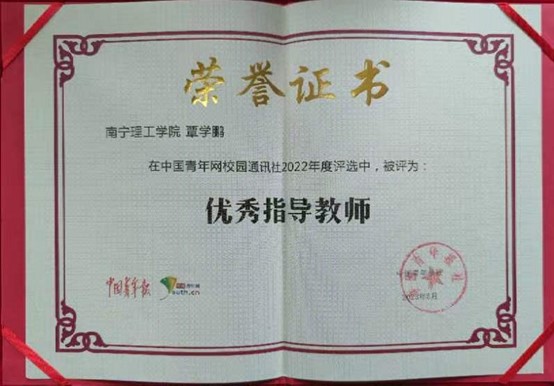 荣誉证书
南宁理工学院 覃学鹏
在中国青年网校园通讯社2022年度评选中，被评为：
优秀指导教师
中国青年报
Youth.cn